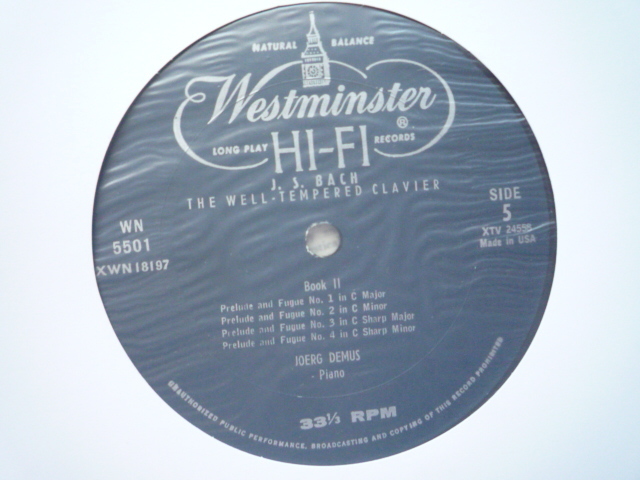 NATURAL BALANCE
Westminster®
LONG PLAY HI-FI RECORDS
J. S. BACH
THE WELL-TEMPERED CLAVIER
WN
5501
XWN 18197
SIDE
5
XTV
Made in USA
Book II
Prelude and Fugue No. 1 in C Major
Prelude and Fugue No. 2 in C Minor
Prelude and Fugue No. 3 in C Sharp Major
Prelude and Fugue No. 4 in C Sharp Minor
JOERG DEMUS
- Piano
33⅓ RPM
UNAUTHORIZED PUBLIC PERFORMANCE, BROADCASTING AND COPYING OF THIS RECORD PROHIBITED